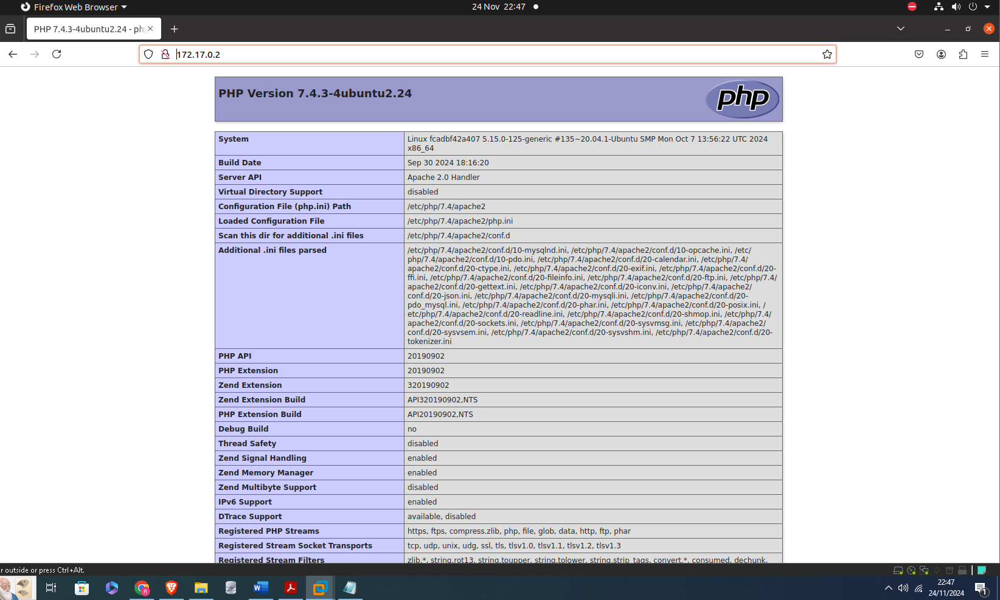 Firefox Web Browser
24 Nov 22:47
PHP 7.4.3-4ubuntu2.24 - ph
172.17.0.2
PHP Version 7.4.3-4ubuntu2.24
php
System
Linux fcadbf42a407 5.15.0-125-generic #135~20.04.1-Ubuntu SMP Mon Oct 7 13:56:22 UTC 2024
x86_64
Build Date
Sep 30 2024 18:16:20
Server API
Apache 2.0 Handler
Virtual Directory Support
disabled
Configuration File (php.ini) Path
/etc/php/7.4/apache2
Loaded Configuration File
/etc/php/7.4/apache2/php.ini
Scan this dir for additional .ini files
/etc/php/7.4/apache2/conf.d
Additional .ini files parsed
/etc/php/7.4/apache2/conf.d/10-mysqlnd.ini, /etc/php/7.4/apache2/conf.d/10-opcache.ini, /etc/
php/7.4/apache2/conf.d/10-pdo.ini, /etc/php/7.4/apache2/conf.d/20-calendar.ini, /etc/php/7.4/
apache2/conf.d/20-ctype.ini, /etc/php/7.4/apache2/conf.d/20-exif.ini, /etc/php/7.4/apache2/conf.d/20-
ffi.ini, /etc/php/7.4/apache2/conf.d/20-fileinfo.ini, /etc/php/7.4/apache2/conf.d/20-ftp.ini, /etc/php/7.4/
apache2/conf.d/20-gettext.ini, /etc/php/7.4/apache2/conf.d/20-iconv.ini, /etc/php/7.4/apache2/
conf.d/20-json.ini, /etc/php/7.4/apache2/conf.d/20-mysqli.ini, /etc/php/7.4/apache2/conf.d/20-
pdo_mysql.ini, /etc/php/7.4/apache2/conf.d/20-phar.ini, /etc/php/7.4/apache2/conf.d/20-posix.ini, /
etc/php/7.4/apache2/conf.d/20-readline.ini, /etc/php/7.4/apache2/conf.d/20-shmop.ini, /etc/php/7.4/
apache2/conf.d/20-sockets.ini, /etc/php/7.4/apache2/conf.d/20-sysvmsg.ini, /etc/php/7.4/apache2/
conf.d/20-sysvsem.ini, /etc/php/7.4/apache2/conf.d/20-sysvshm.ini, /etc/php/7.4/apache2/conf.d/20-
tokenizer.ini
PHP API
20190902
PHP Extension
20190902
Zend Extension
320190902
Zend Extension Build
API320190902,NTS
PHP Extension Build
API20190902,NTS
Debug Build
no
Thread Safety
disabled
Zend Signal Handling
enabled
Zend Memory Manager
enabled
Zend Multibyte Support
disabled
IPv6 Support
enabled
DTrace Support
available, disabled
Registered PHP Streams
https, ftps, compress.zlib, php, file, glob, data, http, ftp, phar
Registered Stream Socket Transports
tcp, udp, unix, udg, ssl, tls, tlsv1.0, tlsv1.1, tlsv1.2, tlsv1.3
Registered Stream Filters
zlib.*, string.rot13, string.toupper, string.tolower, string.strip_tags, convert.*, consumed, dechunk,
r outside or press Ctrl+Alt.
R
W
22:47
24/11/2024
1